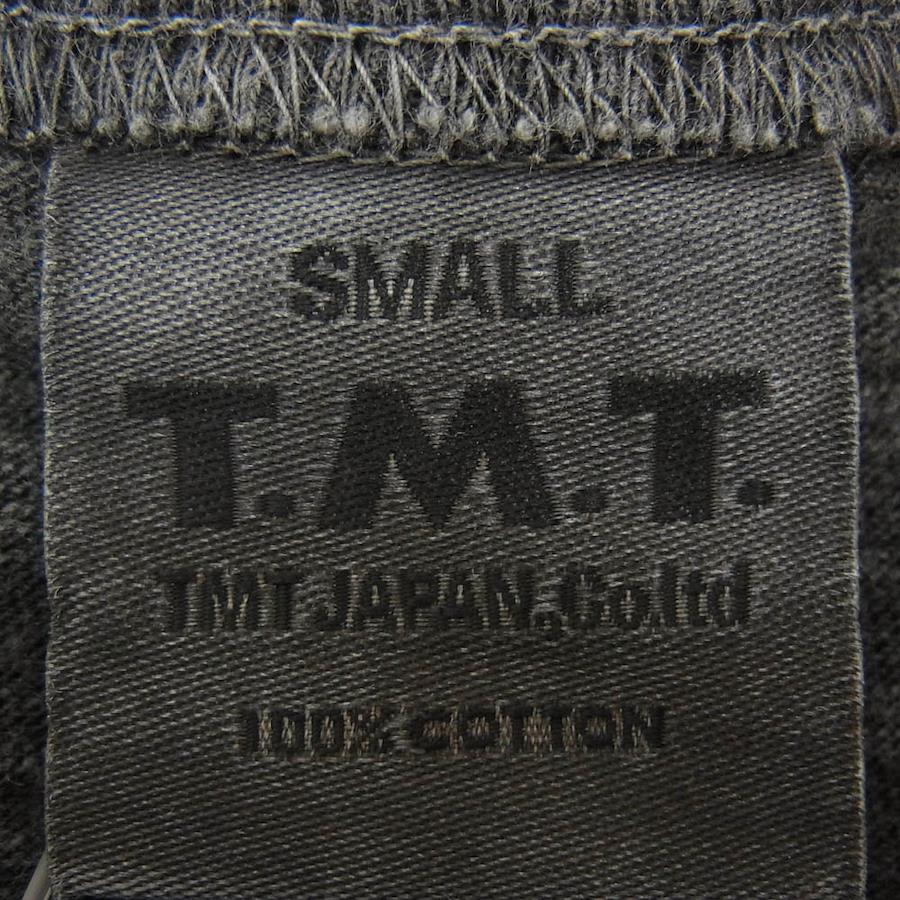 SMALL
T.M.T.
TMT JAPAN,Co.ltd
100% COTTON